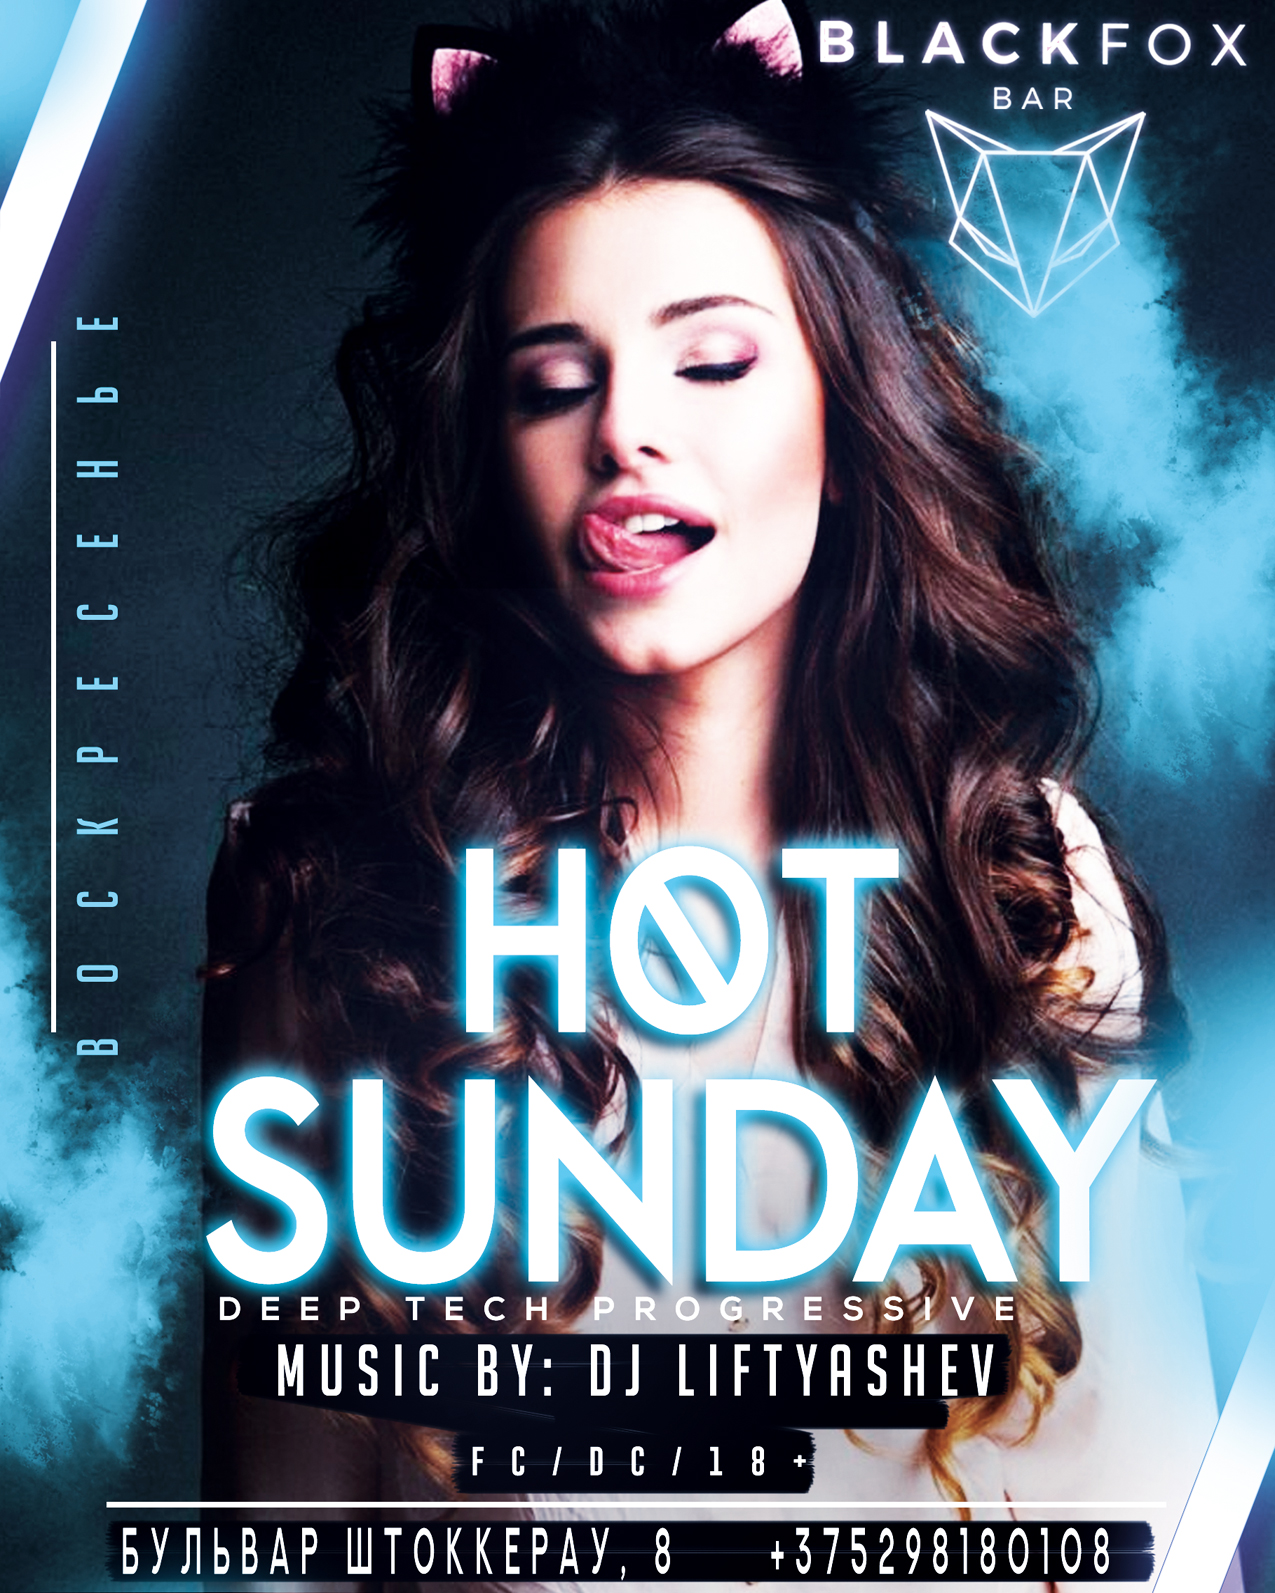 BLACKFOX
BAR
ВОСКРЕСЕНЬЕ
HOT
SUNDAY
DEEP TECH PROGRESSIVE
MUSIC BY: DJ LIFTYASHEV
FC/DC/18+
БУЛЬВАР ШТОККЕРАУ, 8 +375298180108